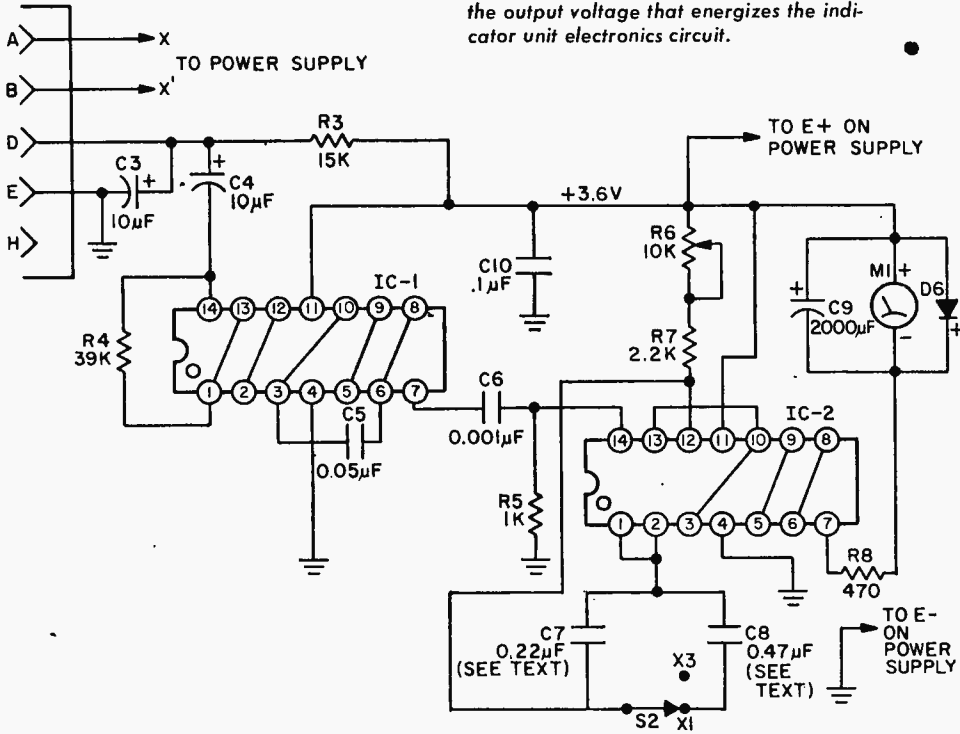 the output voltage that energizes the indi-
cator unit electronics circuit.
A
X
TO POWER SUPPLY
B
X'
D
R3
15K
TO E+ ON
POWER SUPPLY
E
C3
+
10µF
+
C4
10µF
+3.6V
H
R6
10K
C10
.1µF
IC-1
+
C9
2000µF
M1
+
-
D6
+
14 13 12 11 10 9 8
R4
39K
R7
2.2K
1 2 3 4 5 6 7
C5
0.05µF
C6
0.001µF
IC-2
14 13 12 11 10 9 8
R5
1K
1 2 3 4 5 6 7
R8
470
C7
0.22µF
(SEE TEXT)
C8
0.47µF
(SEE
TEXT)
X3
S2
X1
TO E-
ON
POWER
SUPPLY